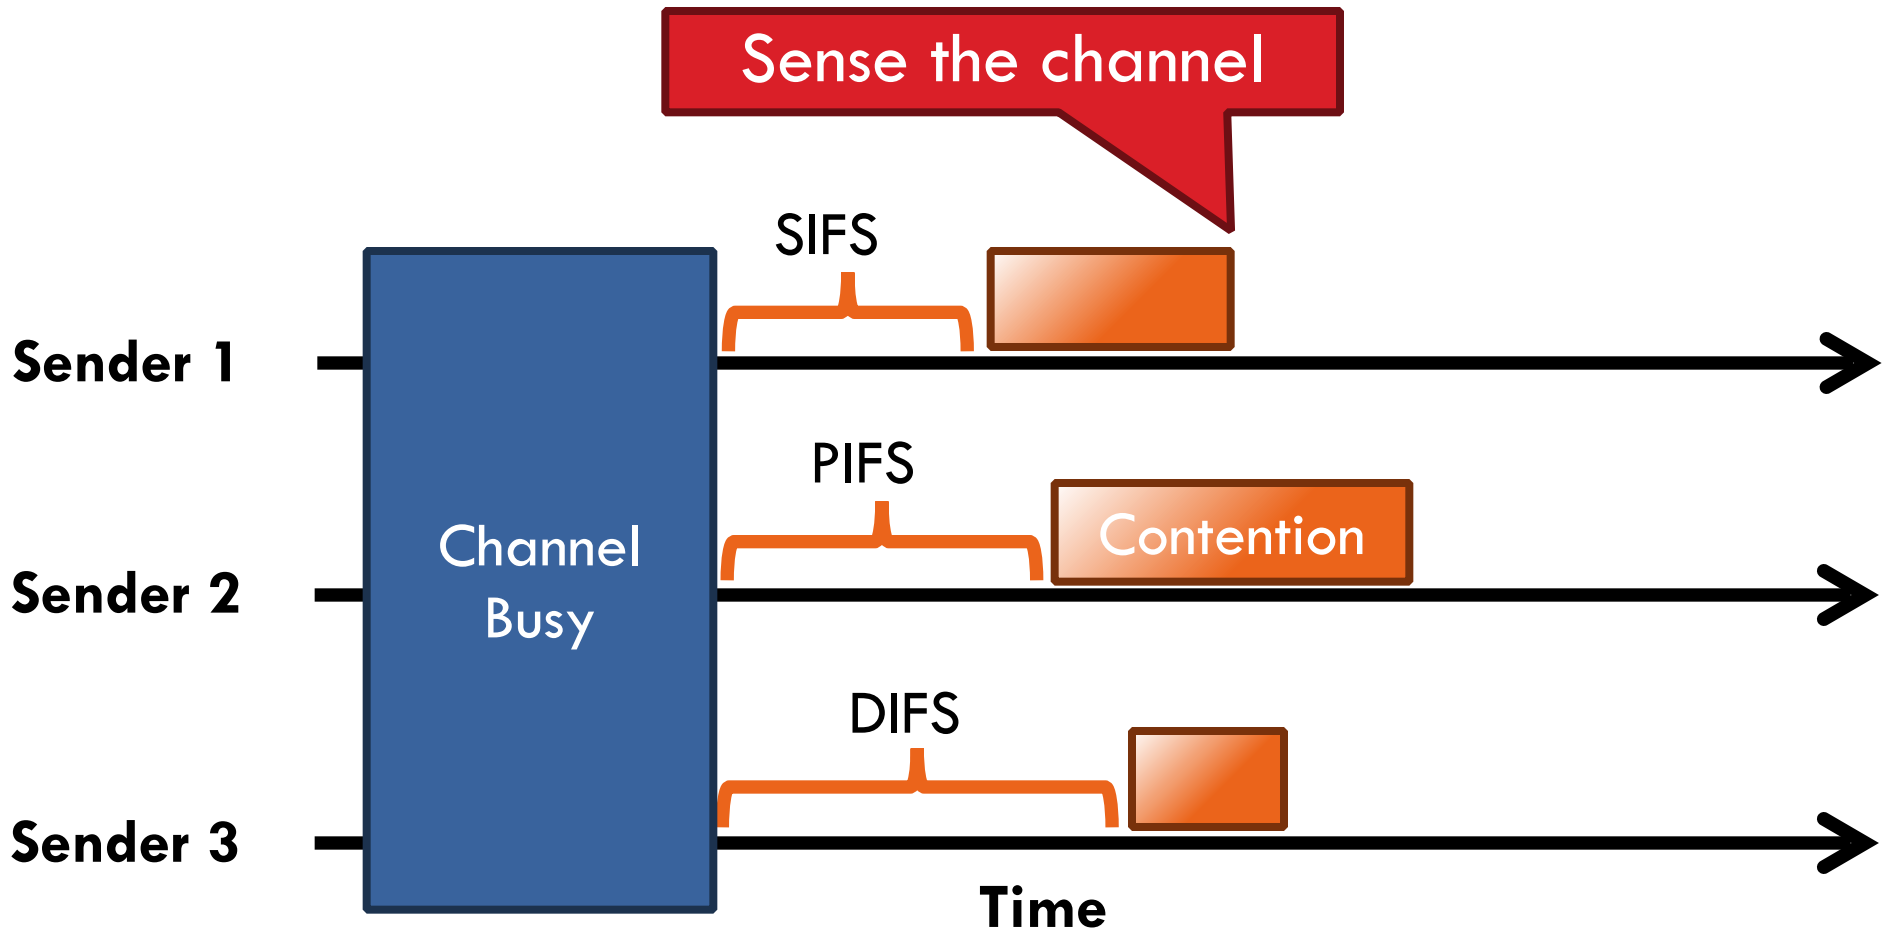 Sense the channel
SIFS
Sender 1
PIFS
Contention
Channel
Busy
Sender 2
DIFS
Sender 3
Time